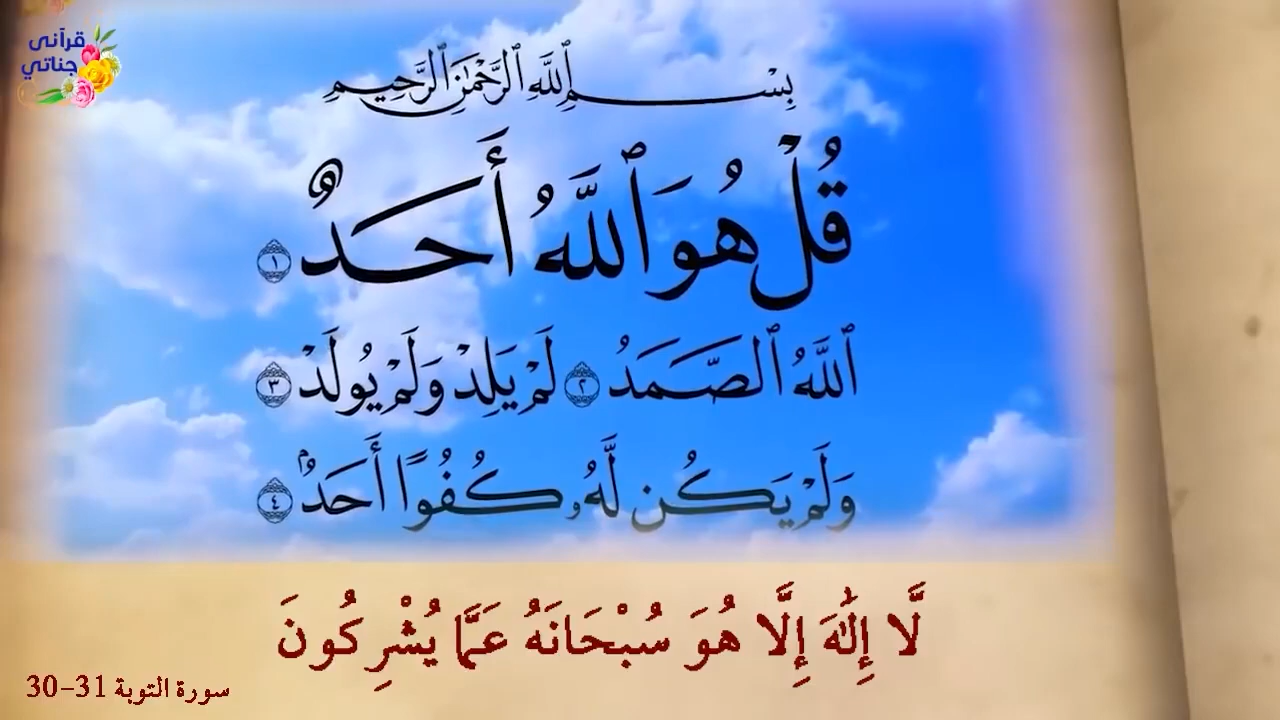 قرآنى
جناتي
بِسْمِ ٱللَّهِ ٱلرَّحْمَٰنِ ٱلرَّحِيمِ
قُلْ هُوَ ٱللَّهُ أَحَدٌ ١
ٱللَّهُ ٱلصَّمَدُ ٢ لَمْ يَلِدْ وَلَمْ يُولَدْ ٣
وَلَمْ يَكُن لَّهُۥ كُفُوًا أَحَدٌۢ ٤
لَّا إِلَٰهَ إِلَّا هُوَ سُبْحَانَهُ عَمَّا يُشْرِكُونَ
سورة التوبة 31-30